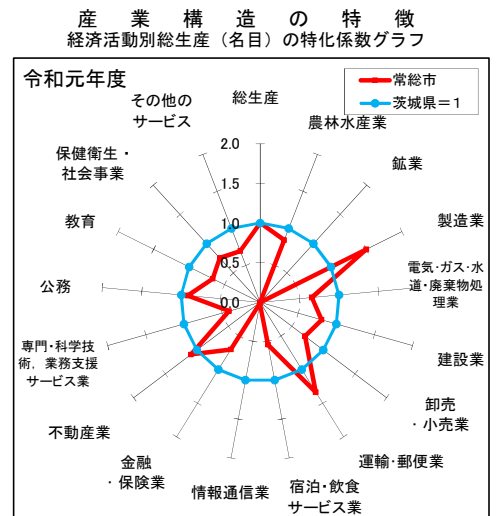 産業構造の特徴
経済活動別総生産（名目）の特化係数グラフ
令和元年度
常総市
茨城県＝１
総生産
農林水産業
鉱業
製造業
電気・ガス・水
道・廃棄物処
理業
建設業
卸売
・小売業
運輸・郵便業
宿泊・飲食
サービス業
情報通信業
金融
・保険業
不動産業
専門・科学技
術，業務支援
サービス業
公務
教育
保健衛生・
社会事業
その他の
サービス
2.0
1.5
1.0
0.5
0.0